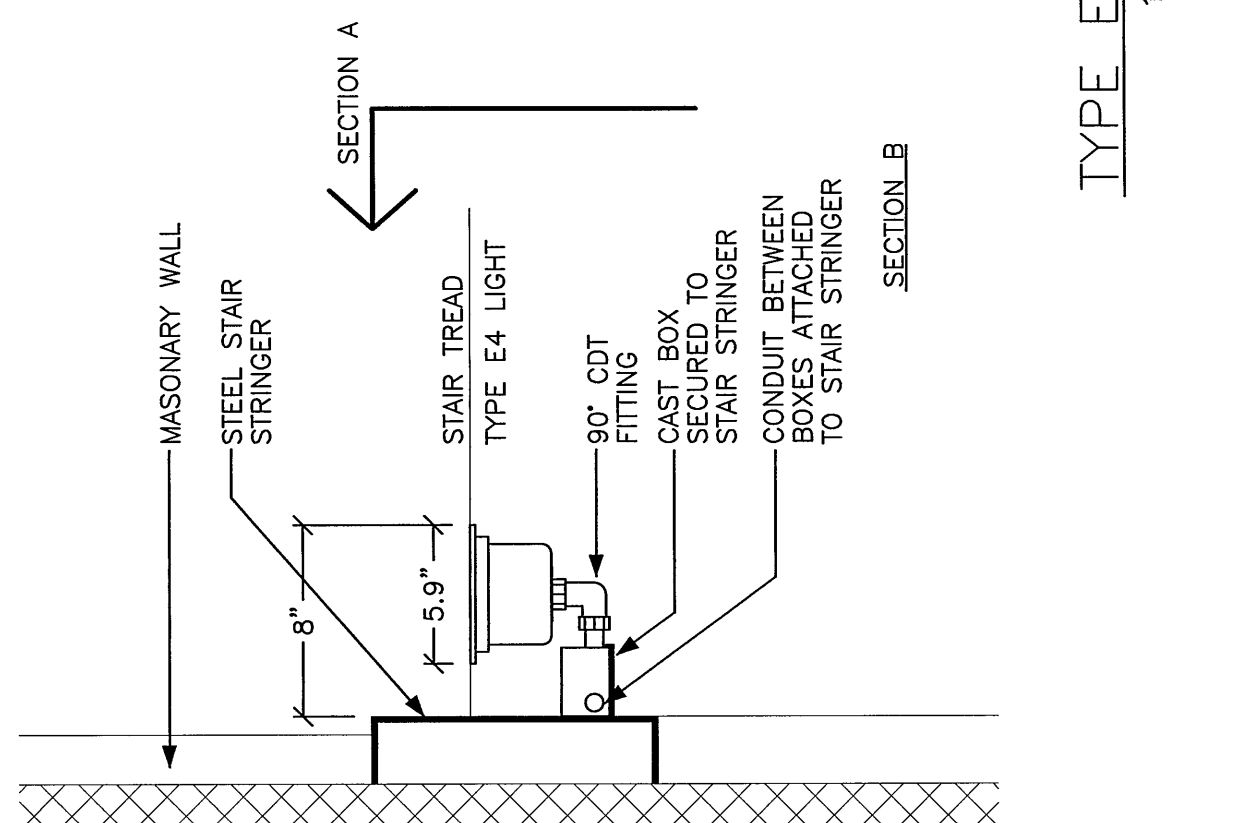 SECTION A
MASONARY WALL
STEEL STAIR
STRINGER
8"
5.9"
STAIR TREAD
TYPE E4 LIGHT
90° CDT
FITTING
CAST BOX
SECURED TO
STAIR STRINGER
CONDUIT BETWEEN
BOXES ATTACHED
TO STAIR STRINGER
SECTION B
TYPE E